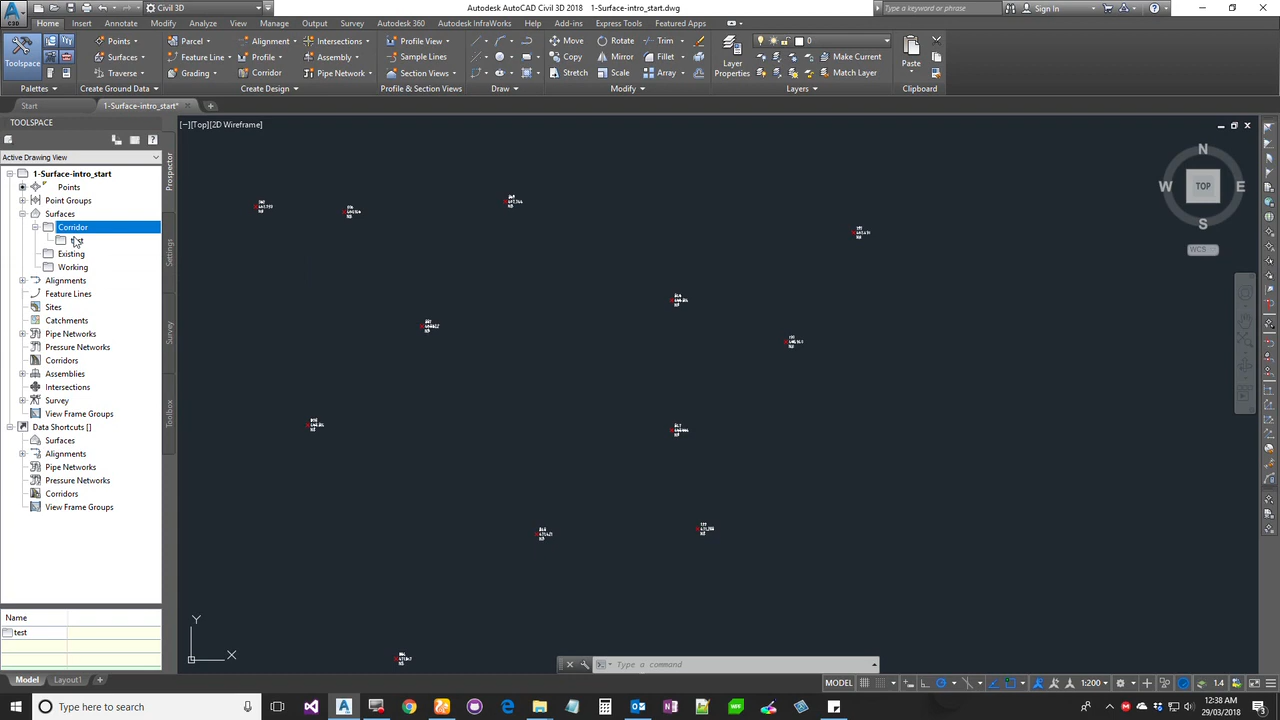 Civil 3D
Autodesk AutoCAD Civil 3D 2018 1-Surface-intro_start.dwg
Type a keyword or phrase
Sign In
Home Insert Annotate Modify Analyze View Manage Output Survey Autodesk 360 Autodesk InfraWorks Help Add-ins Express Tools Featured Apps
Toolspace
Points
Surfaces
Traverse
Parcel
Feature Line
Grading
Alignment
Profile
Corridor
Intersections
Assembly
Pipe Network
Profile View
Sample Lines
Section Views
Move
Copy
Stretch
Rotate
Mirror
Scale
Trim
Fillet
Array
Layer
Properties
0
Make Current
Match Layer
Paste
Palettes
Create Ground Data
Create Design
Profile & Section Views
Draw
Modify
Layers
Clipboard
Start
1-Surface-intro_start*
TOOLSPACE
Active Drawing View
1-Surface-intro_start
Points
Point Groups
Surfaces
Corridor
Existing
Working
Alignments
Feature Lines
Sites
Catchments
Pipe Networks
Pressure Networks
Corridors
Assemblies
Intersections
Survey
View Frame Groups
Data Shortcuts []
Surfaces
Alignments
Pipe Networks
Pressure Networks
Corridors
View Frame Groups
Name
test
Prospector
Settings
Survey
Toolbox
[−][Top][2D Wireframe]
N
W
TOP
E
S
WCS
Y
X
Type a command
Model
Layout1
MODEL
1:200
1:4
Type here to search
ENG
12:38 AM
29/03/2018